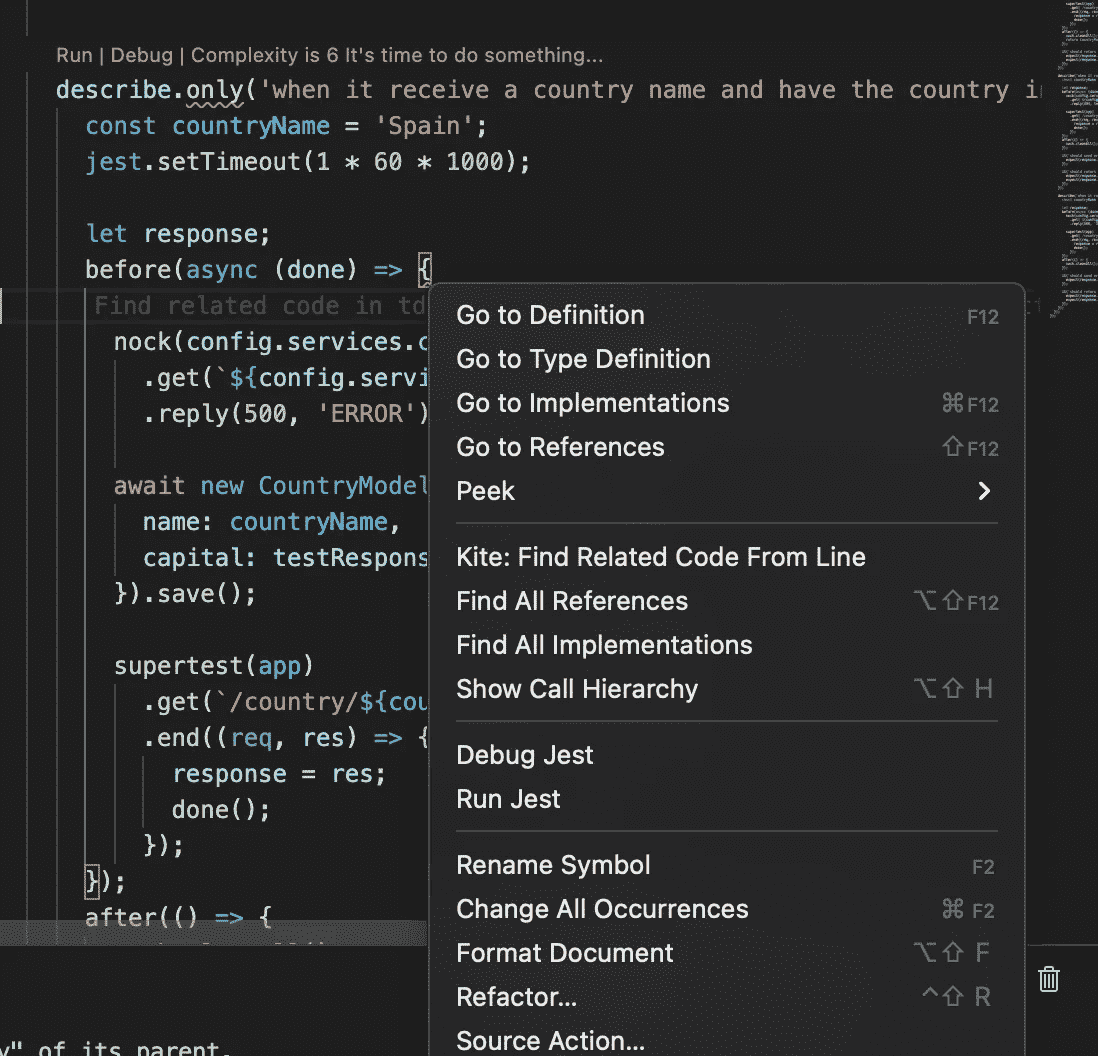 Run | Debug | Complexity is 6 It's time to do something...
describe.only('when it receive a country name and have the country i
const countryName = 'Spain';
jest.setTimeout(1 * 60 * 1000);
let response;
before(async (done) => {
Find related code in td
nock(config.services.c
.get(`${config.servi
.reply(500, 'ERROR')
await new CountryModel
name: countryName,
capital: testRespons
}).save();
supertest(app)
.get(`/country/${cou
.end((req, res) => {
response = res;
done();
});
});
after(() => {
y" of its parent.
Go to Definition F12
Go to Type Definition
Go to Implementations ⌘F12
Go to References ⇧F12
Peek
Kite: Find Related Code From Line
Find All References ⌥⇧F12
Find All Implementations
Show Call Hierarchy ⌥⇧ H
Debug Jest
Run Jest
Rename Symbol F2
Change All Occurrences ⌘ F2
Format Document ⌥⇧ F
Refactor... ^⇧ R
Source Action...